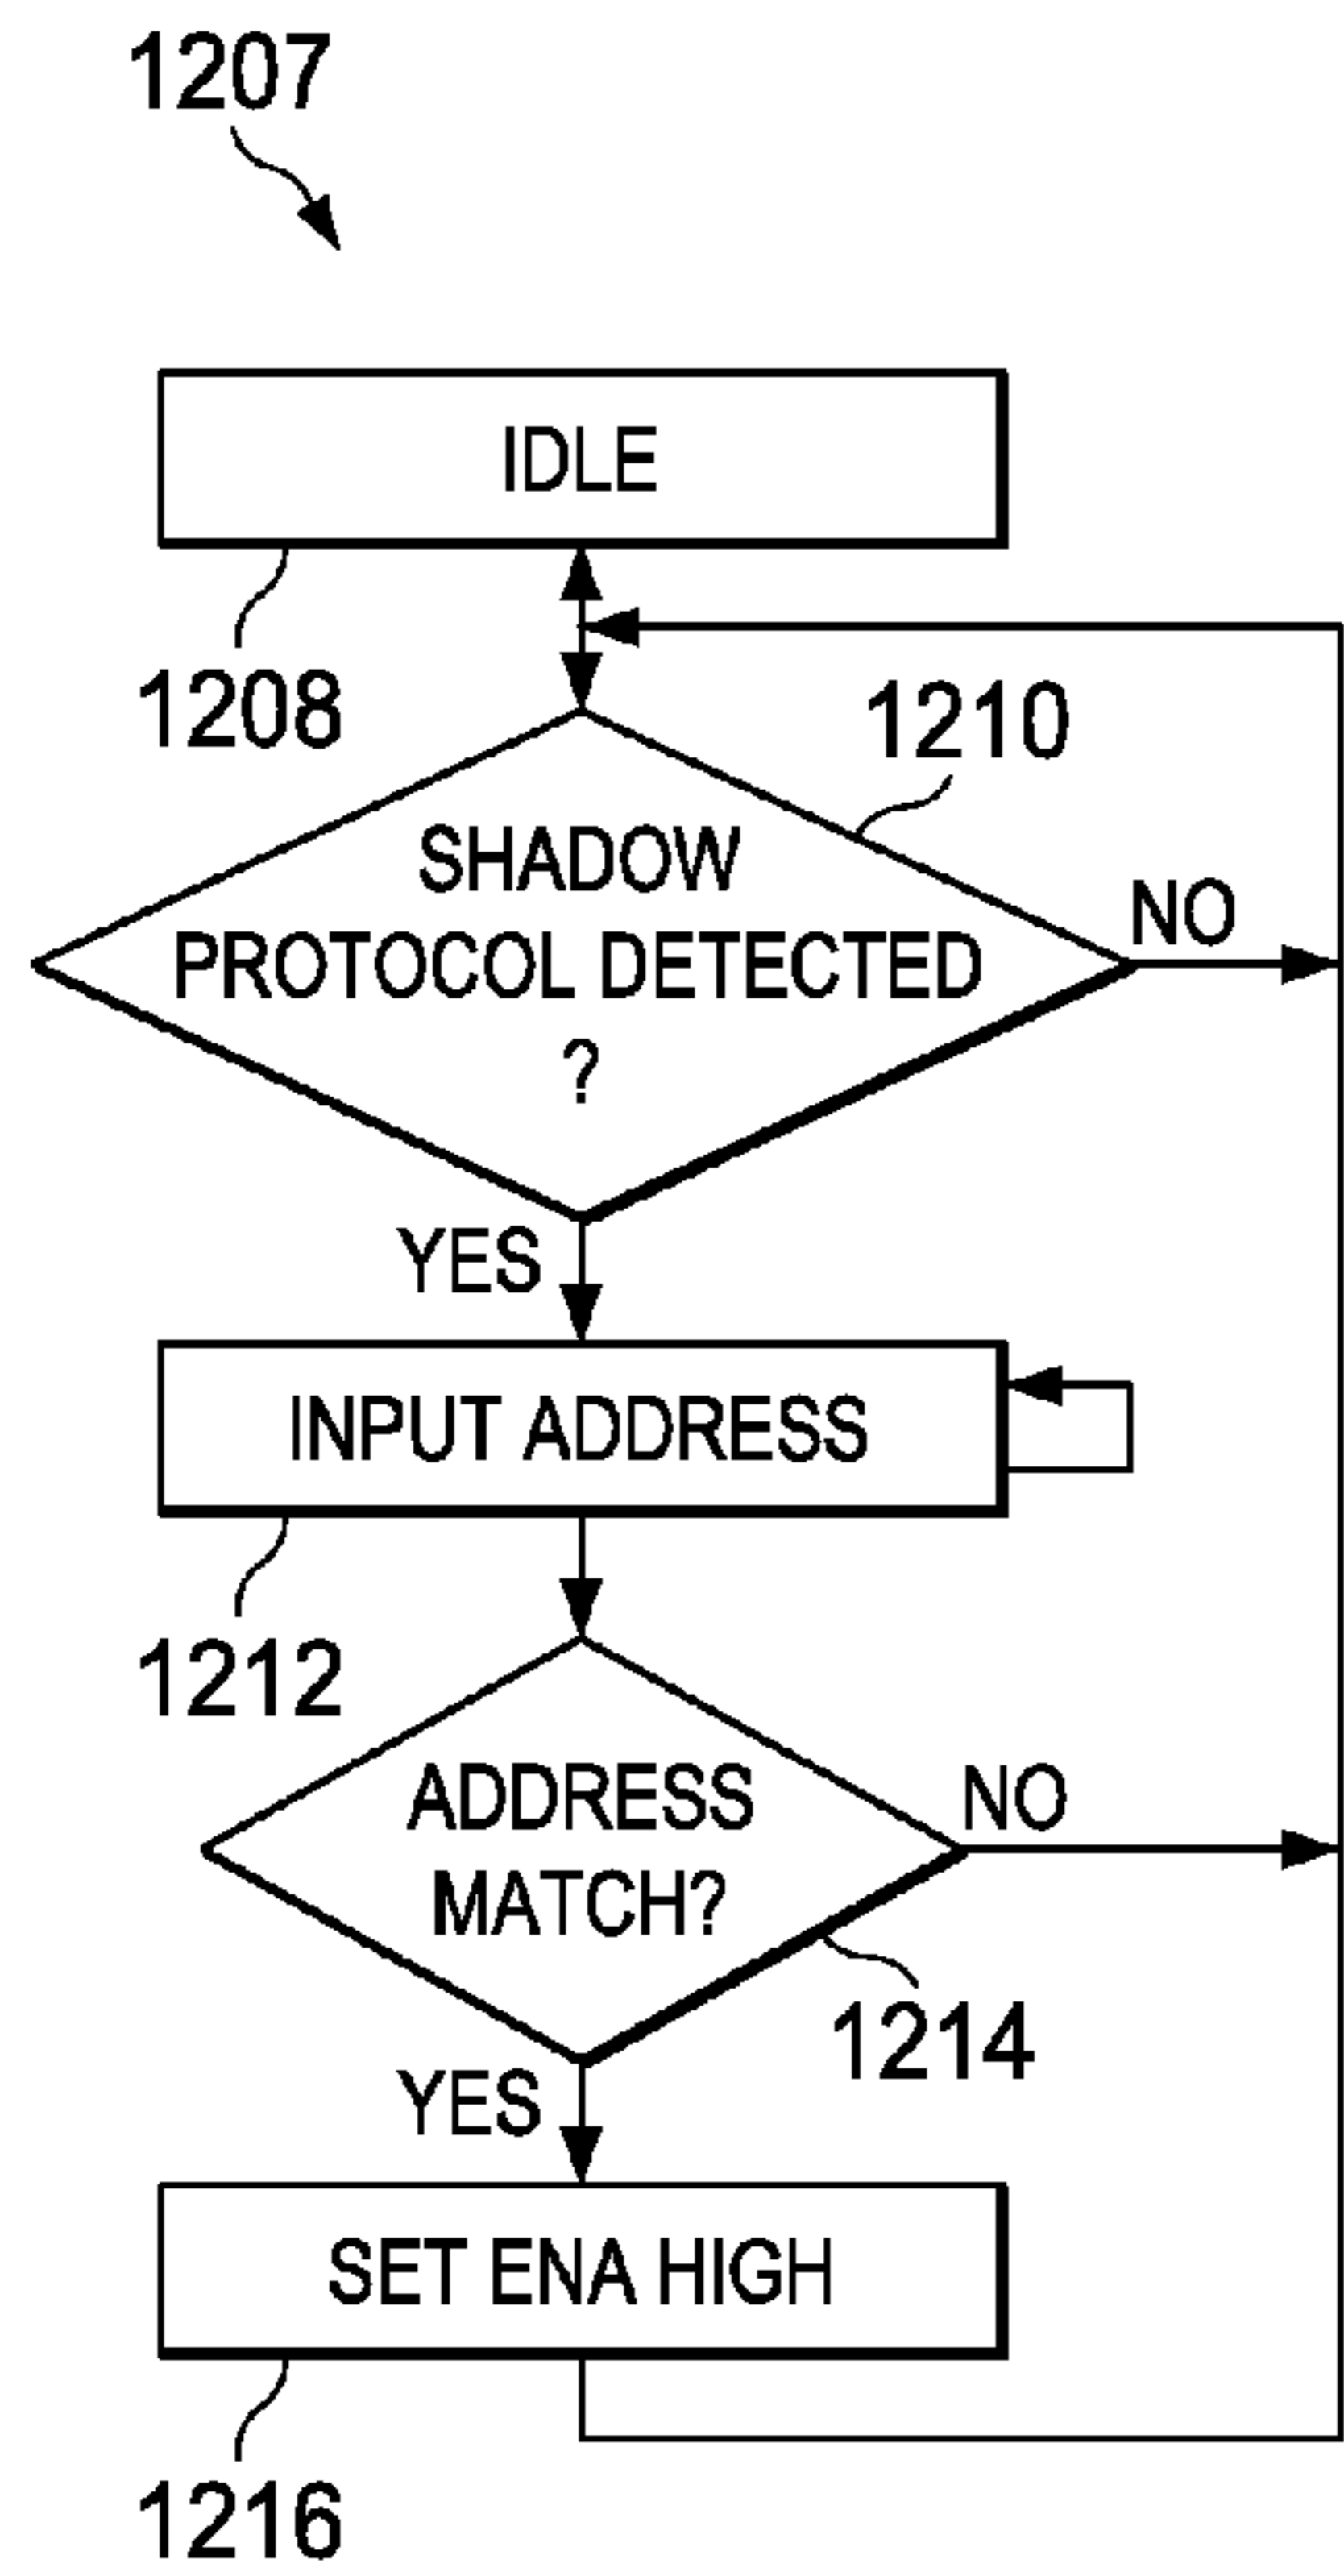 1207
IDLE
1208
1210
SHADOW
PROTOCOL DETECTED
?
NO
YES
INPUT ADDRESS
1212
ADDRESS
MATCH?
NO
1214
YES
SET ENA HIGH
1216